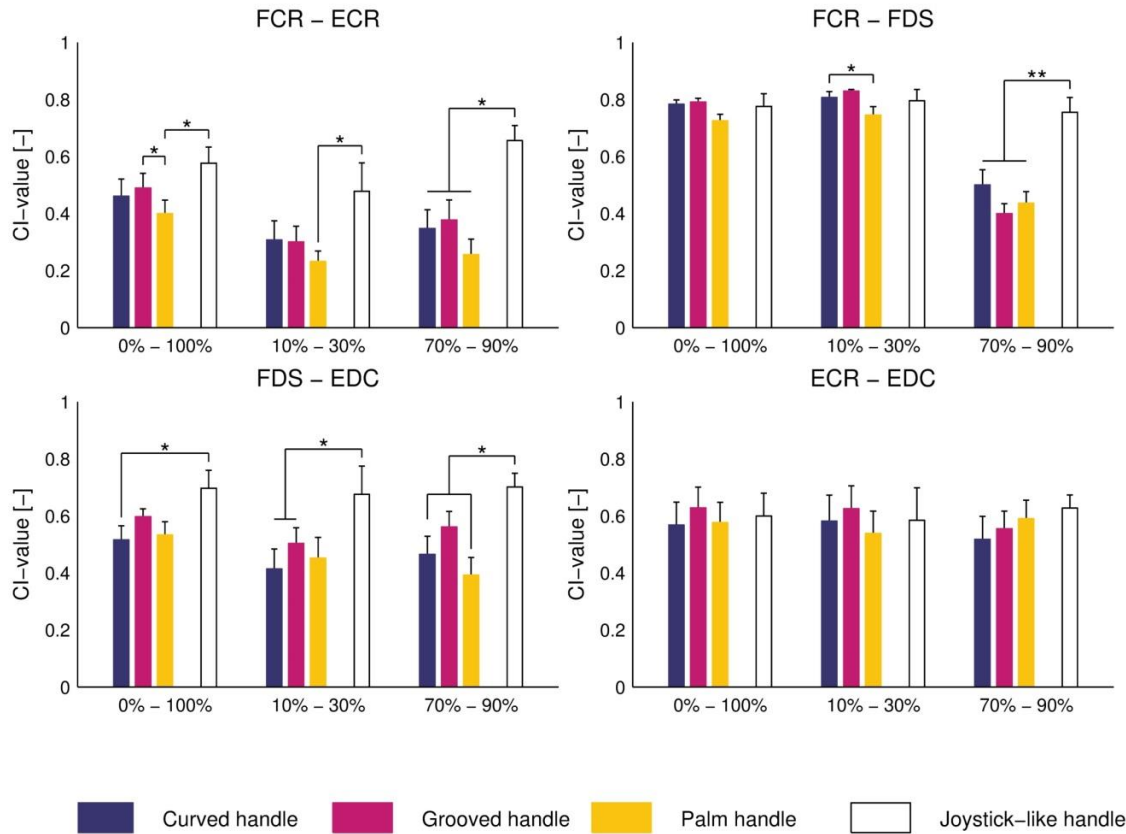 FCR – ECR
CI–value [–]
1
0.8
0.6
0.4
0.2
0
*
*
*
*
0% – 100%
10% – 30%
70% – 90%
FCR – FDS
CI–value [–]
1
0.8
0.6
0.4
0.2
0
*
**
0% – 100%
10% – 30%
70% – 90%
FDS – EDC
CI–value [–]
1
0.8
0.6
0.4
0.2
0
*
*
*
0% – 100%
10% – 30%
70% – 90%
ECR – EDC
CI–value [–]
1
0.8
0.6
0.4
0.2
0
0% – 100%
10% – 30%
70% – 90%
Curved handle
Grooved handle
Palm handle
Joystick–like handle